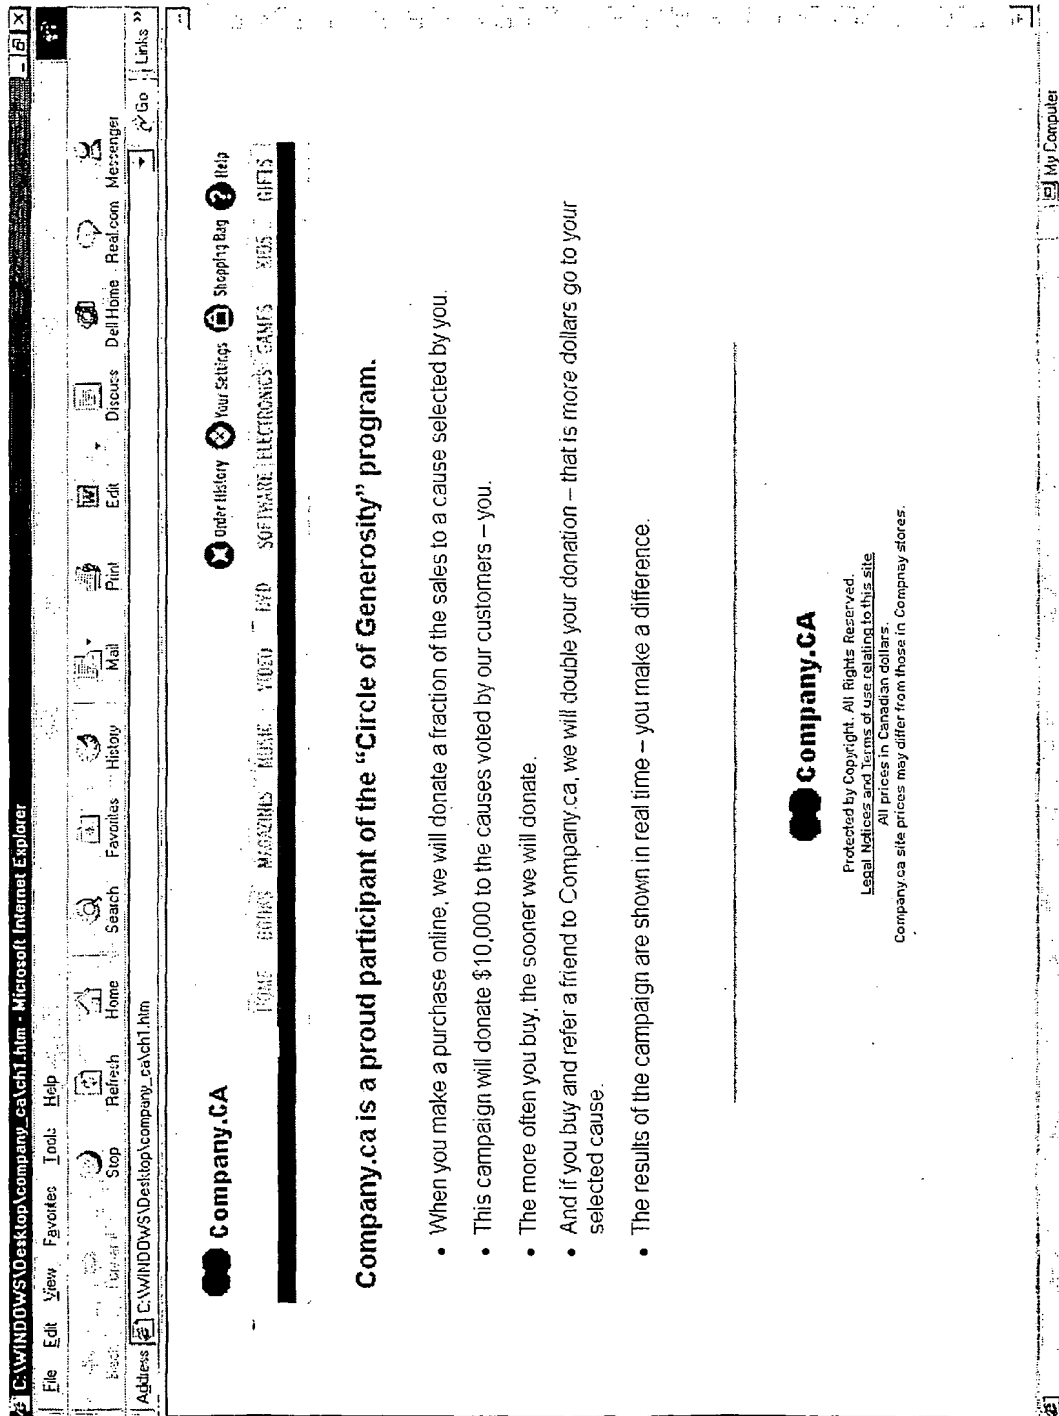 C:\WINDOWS\Desktop\company_ca\ch1.htm - Microsoft Internet Explorer
File Edit View Favorites Tools Help
Back Forward Stop Refresh Home Search Favorites History Mail Print Edit Discuss Dell Home Real.com Messenger
Address C:\WINDOWS\Desktop\company_ca\ch1.htm Go Links »
Company.CA
Order History Your Settings Shopping Bag Help
HOME BOOKS MAGAZINES MUSIC VIDEO DVD SOFTWARE ELECTRONICS GAMES KIDS GIFTS
Company.ca is a proud participant of the “Circle of Generosity” program.
• When you make a purchase online, we will donate a fraction of the sales to a cause selected by you.
• This campaign will donate $10,000 to the causes voted by our customers – you.
• The more often you buy, the sooner we will donate.
• And if you buy and refer a friend to Company.ca, we will double your donation – that is more dollars go to your
selected cause.
• The results of the campaign are shown in real time – you make a difference.
Company.CA
Protected by Copyright. All Rights Reserved.
Legal Notices and Terms of use relating to this site
All prices in Canadian dollars.
Company.ca site prices may differ from those in Compnay stores.
My Computer